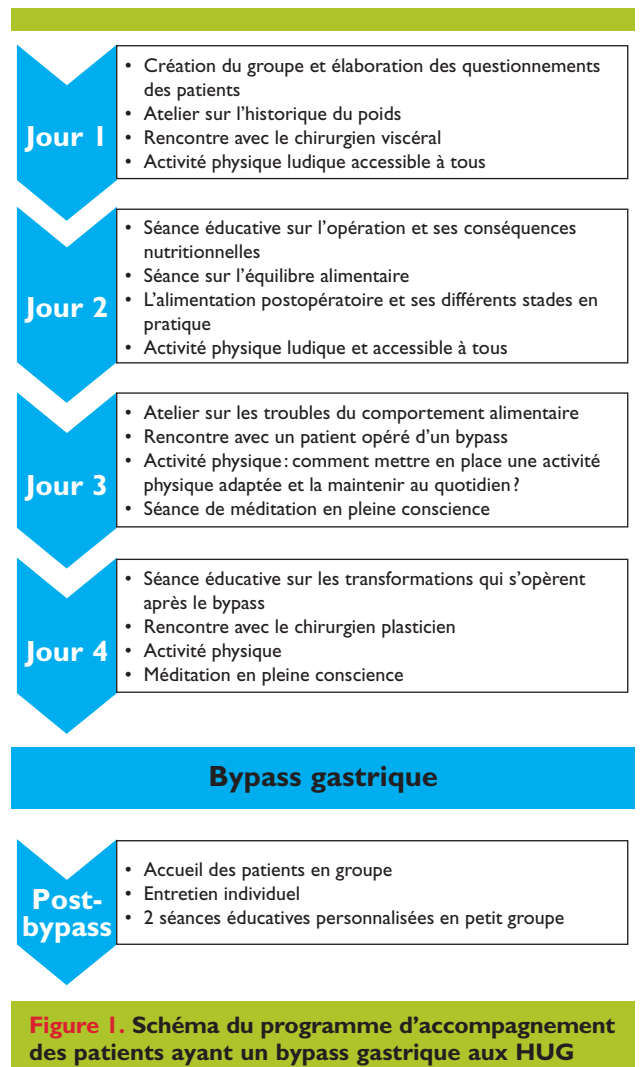 • Création du groupe et élaboration des questionnements
des patients
• Atelier sur l'historique du poids
Jour 1
• Rencontre avec le chirurgien viscéral
• Activité physique ludique accessible à tous
• Séance éducative sur l'opération et ses conséquences
nutritionnelles
• Séance sur l'équilibre alimentaire
Jour 2
• L'alimentation postopératoire et ses différents stades en
pratique
• Activité physique ludique et accessible à tous
• Atelier sur les troubles du comportement alimentaire
• Rencontre avec un patient opéré d'un bypass
Jour 3
• Activité physique : comment mettre en place une activité
physique adaptée et la maintenir au quotidien ?
• Séance de méditation en pleine conscience
• Séance éducative sur les transformations qui s'opèrent
après le bypass
• Rencontre avec le chirurgien plasticien
Jour 4
• Activité physique
• Méditation en pleine conscience
Bypass gastrique
Post-
bypass
• Accueil des patients en groupe
• Entretien individuel
• 2 séances éducatives personnalisées en petit groupe
Figure 1. Schéma du programme d'accompagnement
des patients ayant un bypass gastrique aux HUG